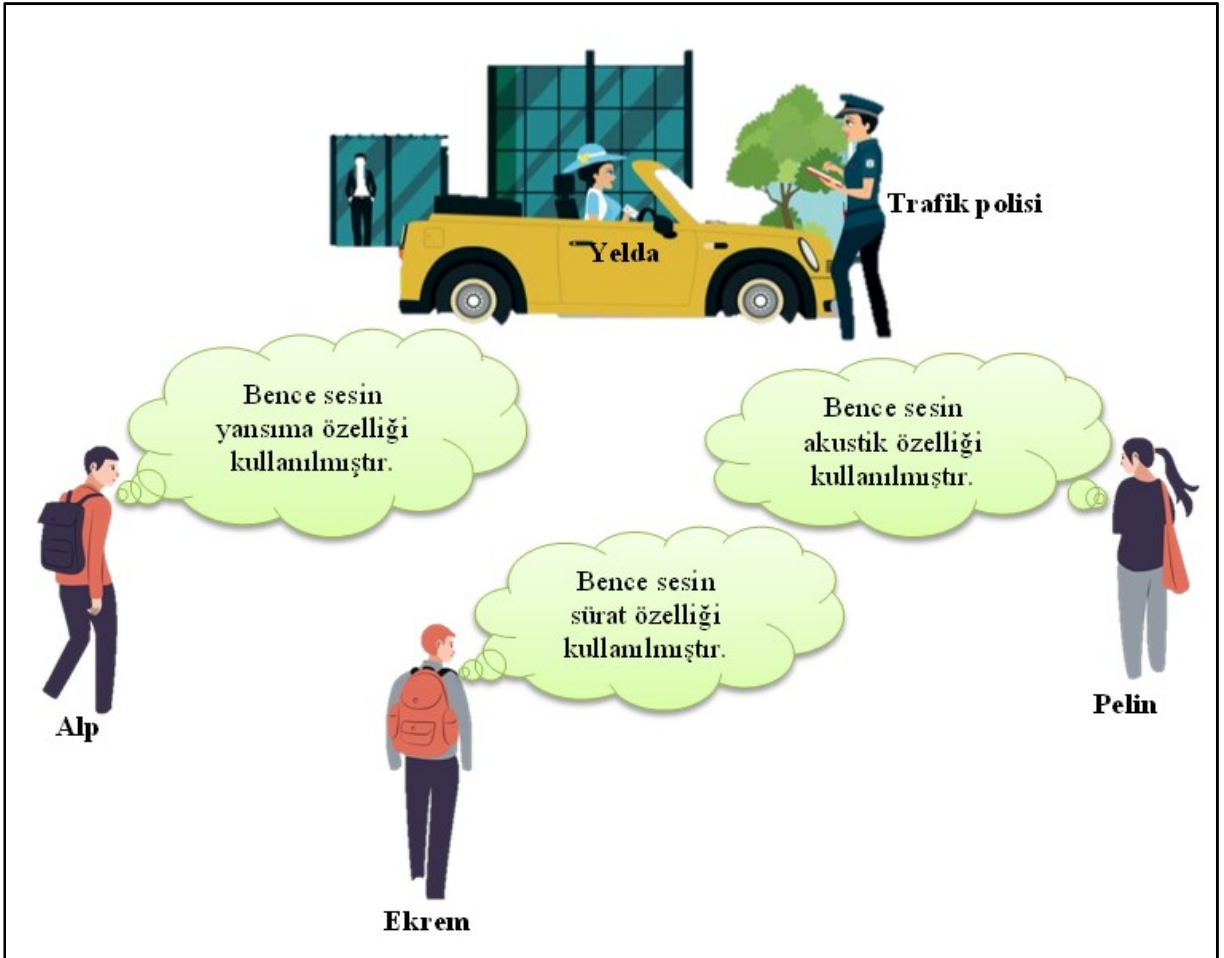 Trafik polisi
Yelda
Bence sesin
yansıma özelliği
kullanılmıştır.
Bence sesin
akustik özelliği
kullanılmıştır.
Bence sesin
sürat özelliği
kullanılmıştır.
Alp
Pelin
Ekrem